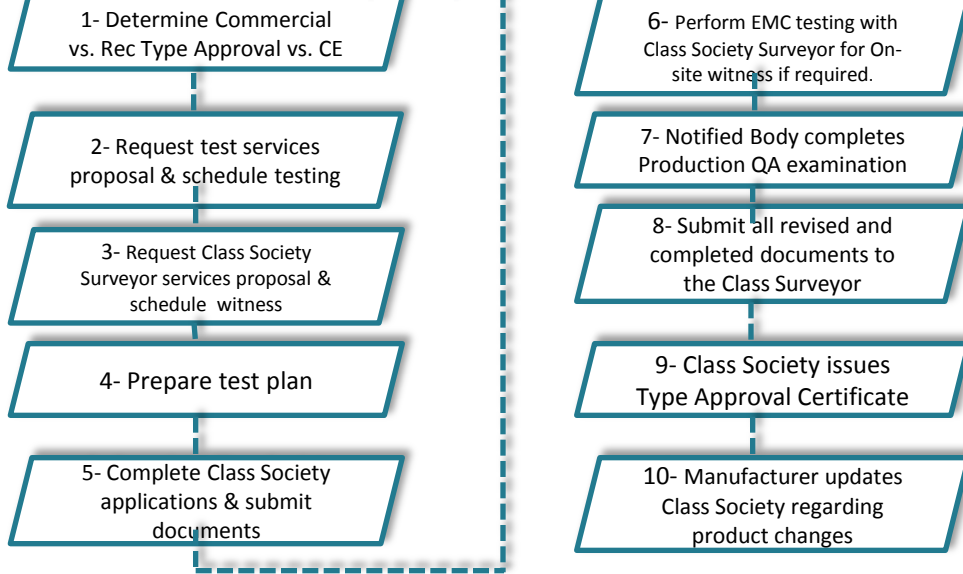 1- Determine Commercial
vs. Rec Type Approval vs. CE
2- Request test services
proposal & schedule testing
3- Request Class Society
Surveyor services proposal &
schedule witness
4- Prepare test plan
5- Complete Class Society
applications & submit
documents
6- Perform EMC testing with
Class Society Surveyor for On-
site witness if required.
7- Notified Body completes
Production QA examination
8- Submit all revised and
completed documents to
the Class Surveyor
9- Class Society issues
Type Approval Certificate
10- Manufacturer updates
Class Society regarding
product changes